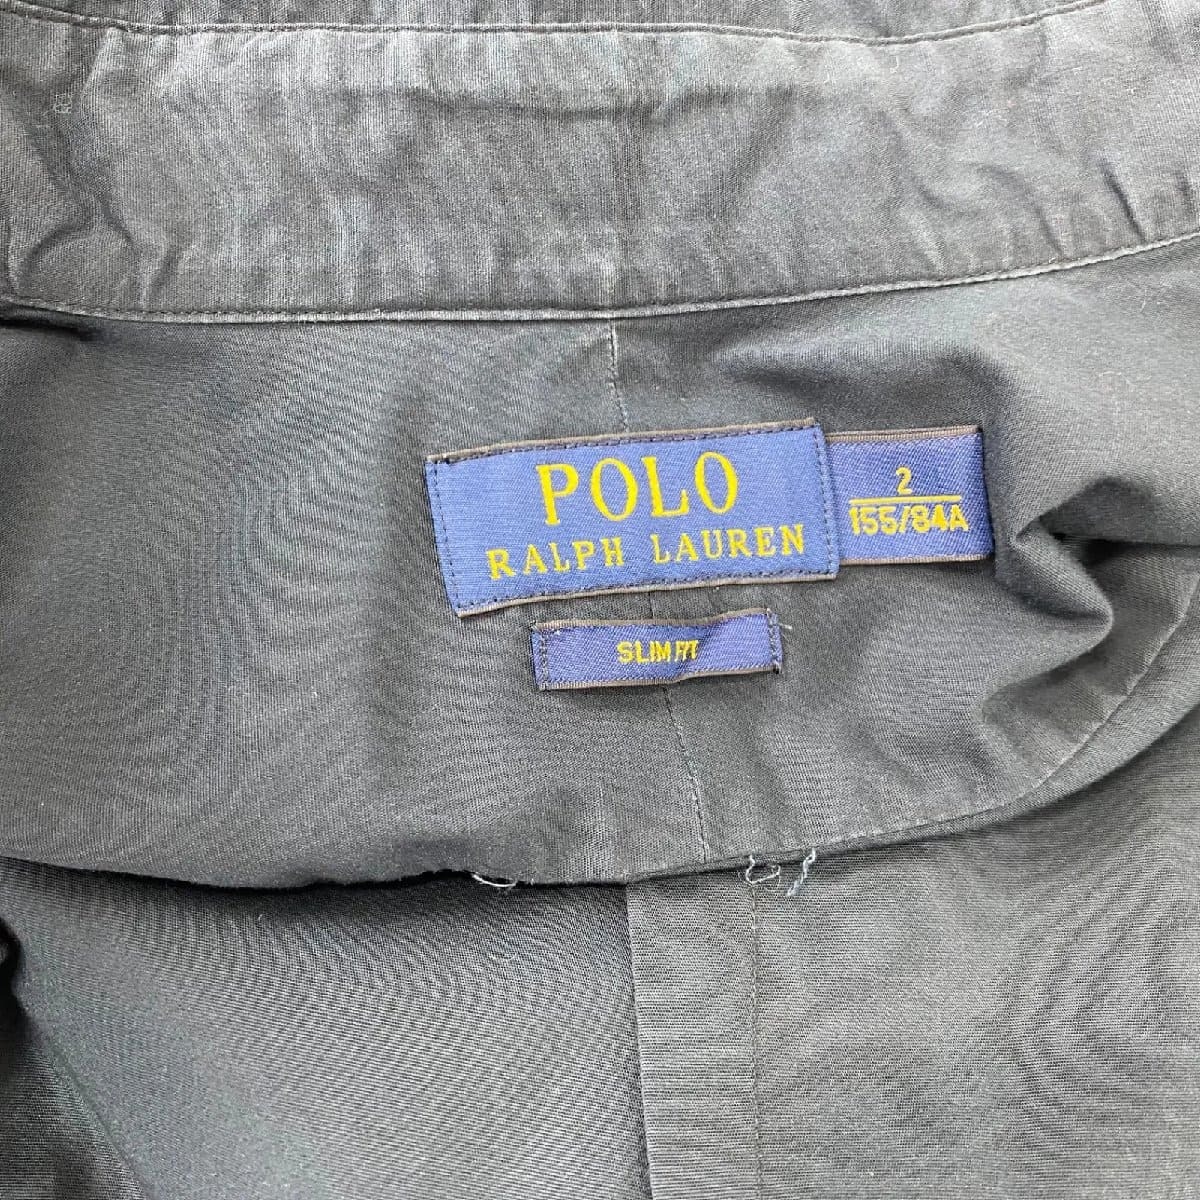 POLO
RALPH LAUREN
2
155/84A
SLIM FIT